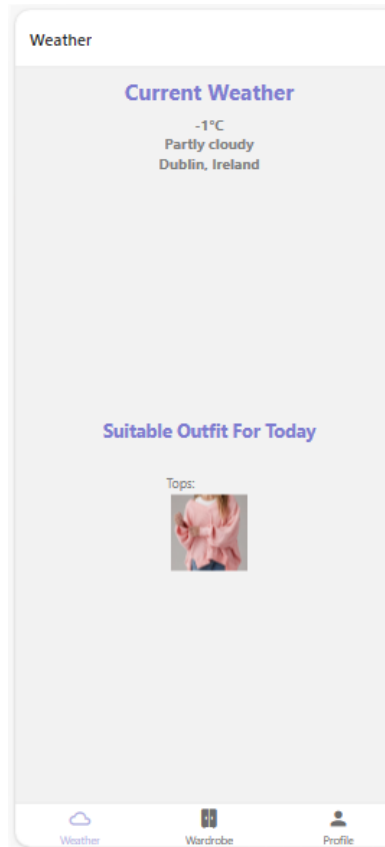 Weather
Current Weather
-1°C
Partly cloudy
Dublin, Ireland
Suitable Outfit For Today
Tops:
Weather
Wardrobe
Profile